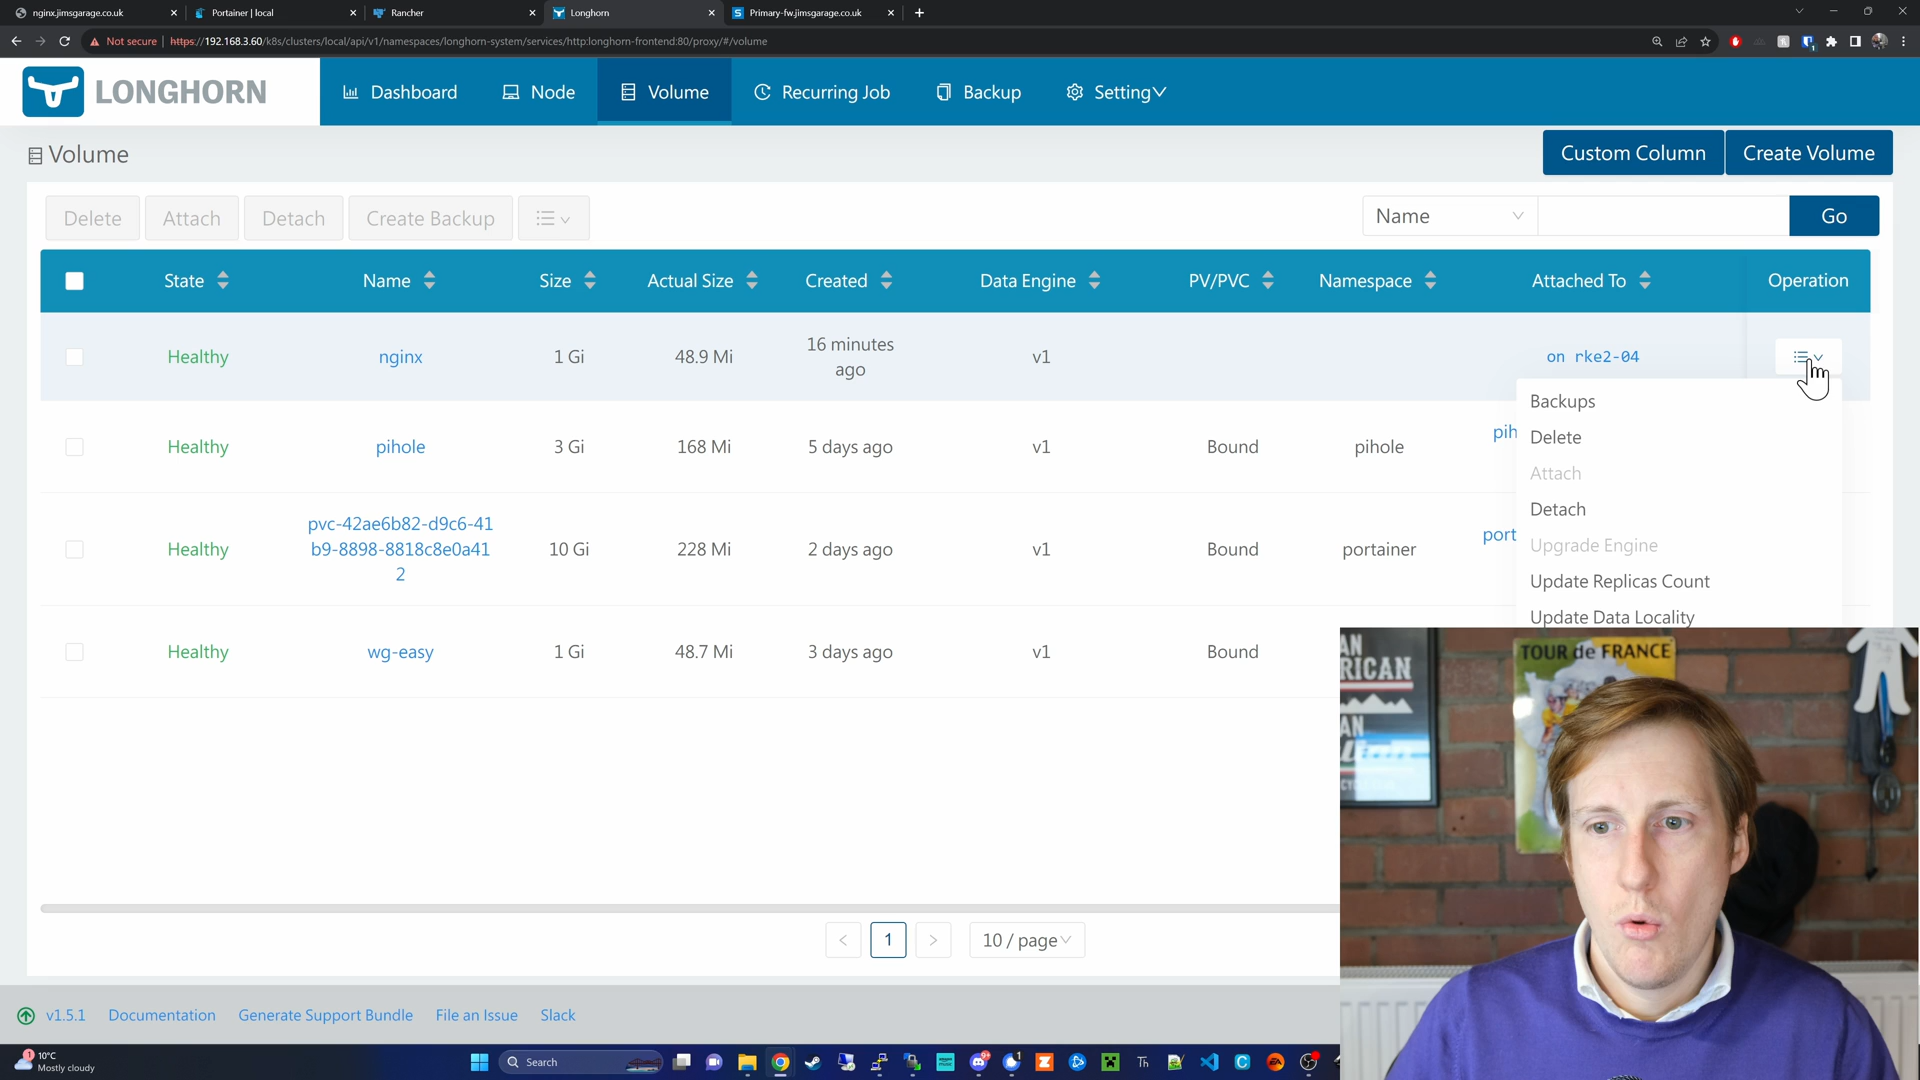 nginx.jimsgarage.co.uk
Portainer | local
Rancher
Longhorn
Primary-fw.jimsgarage.co.uk
Not secure
https://192.168.3.60/k8s/clusters/local/api/v1/namespaces/longhorn-system/services/http:longhorn-frontend:80/proxy/#/volume
LONGHORN
Dashboard
Node
Volume
Recurring Job
Backup
Setting
Volume
Custom Column
Create Volume
Delete
Attach
Detach
Create Backup
Name
Go
State
Name
Size
Actual Size
Created
Data Engine
PV/PVC
Namespace
Attached To
Operation
Healthy
nginx
1 Gi
48.9 Mi
16 minutes
ago
v1
on rke2-04
Backups
Delete
Attach
Detach
Upgrade Engine
Update Replicas Count
Update Data Locality
Healthy
pihole
3 Gi
168 Mi
5 days ago
v1
Bound
pihole
pih
Healthy
pvc-42ae6b82-d9c6-41
b9-8898-8818c8e0a41
2
10 Gi
228 Mi
2 days ago
v1
Bound
portainer
port
Healthy
wg-easy
1 Gi
48.7 Mi
3 days ago
v1
Bound
1
10 / page
AN
RICAN
AN
TOUR de FRANCE
v1.5.1
Documentation
Generate Support Bundle
File an Issue
Slack
10°C
Mostly cloudy
Search